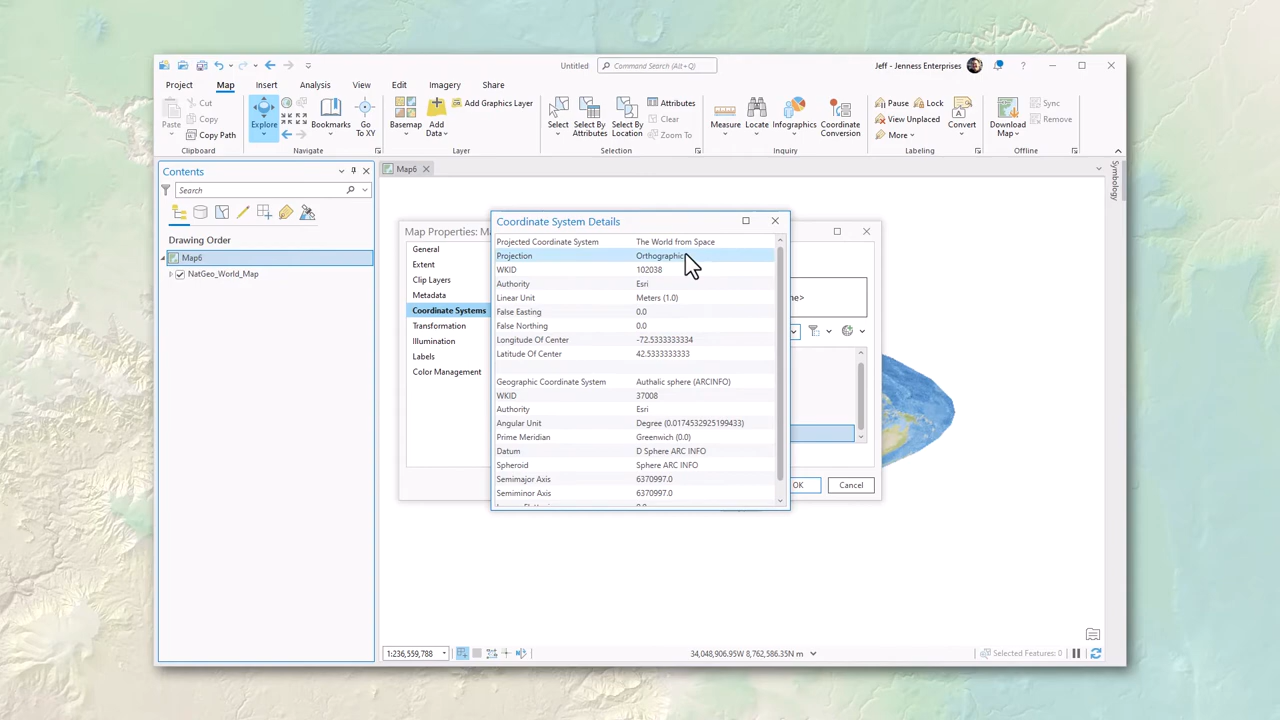 Untitled
Command Search (Alt+Q)
Jeff - Jenness Enterprises
?
Project
Map
Insert
Analysis
View
Edit
Imagery
Share
Paste
Cut
Copy
Copy Path
Clipboard
Explore
Bookmarks
Go To XY
Navigate
Basemap
Add Data
Add Graphics Layer
Layer
Select
Select By Attributes
Select By Location
Attributes
Clear
Zoom To
Selection
Measure
Locate
Infographics
Coordinate Conversion
Inquiry
Pause
Lock
View Unplaced
More
Convert
Labeling
Download Map
Sync
Remove
Offline
Contents
Search
Drawing Order
Map6
NatGeo_World_Map
Map6
Symbology
Map Properties: M
General
Extent
Clip Layers
Metadata
Coordinate Systems
Transformation
Illumination
Labels
Color Management
ne>
OK
Cancel
Coordinate System Details
Projected Coordinate System The World from Space
Projection Orthographic
WKID 102038
Authority Esri
Linear Unit Meters (1.0)
False Easting 0.0
False Northing 0.0
Longitude Of Center -72.5333333334
Latitude Of Center 42.5333333333
Geographic Coordinate System Authalic sphere (ARCINFO)
WKID 37008
Authority Esri
Angular Unit Degree (0.0174532925199433)
Prime Meridian Greenwich (0.0)
Datum D Sphere ARC INFO
Spheroid Sphere ARC INFO
Semimajor Axis 6370997.0
Semiminor Axis 6370997.0
1:236,559,788
34,048,906.95W 8,762,586.35N m
Selected Features: 0